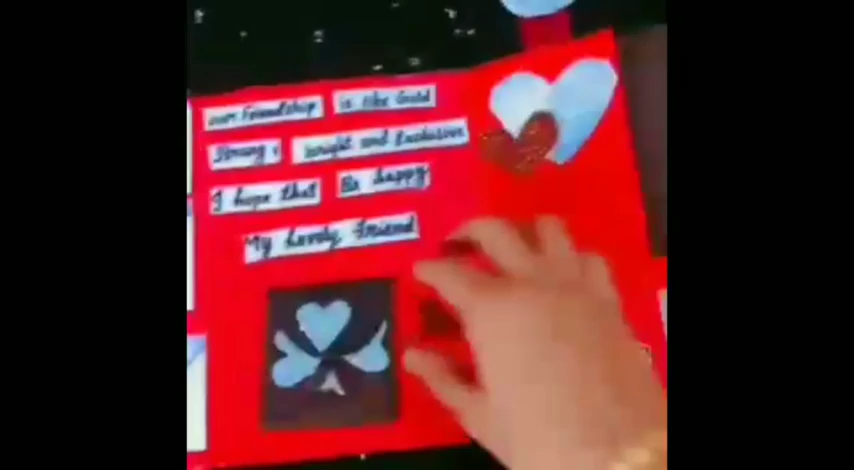 our Friendship is like Gold
Strong, bright and Exclusive
I hope that Be happy
My Lovely Friend